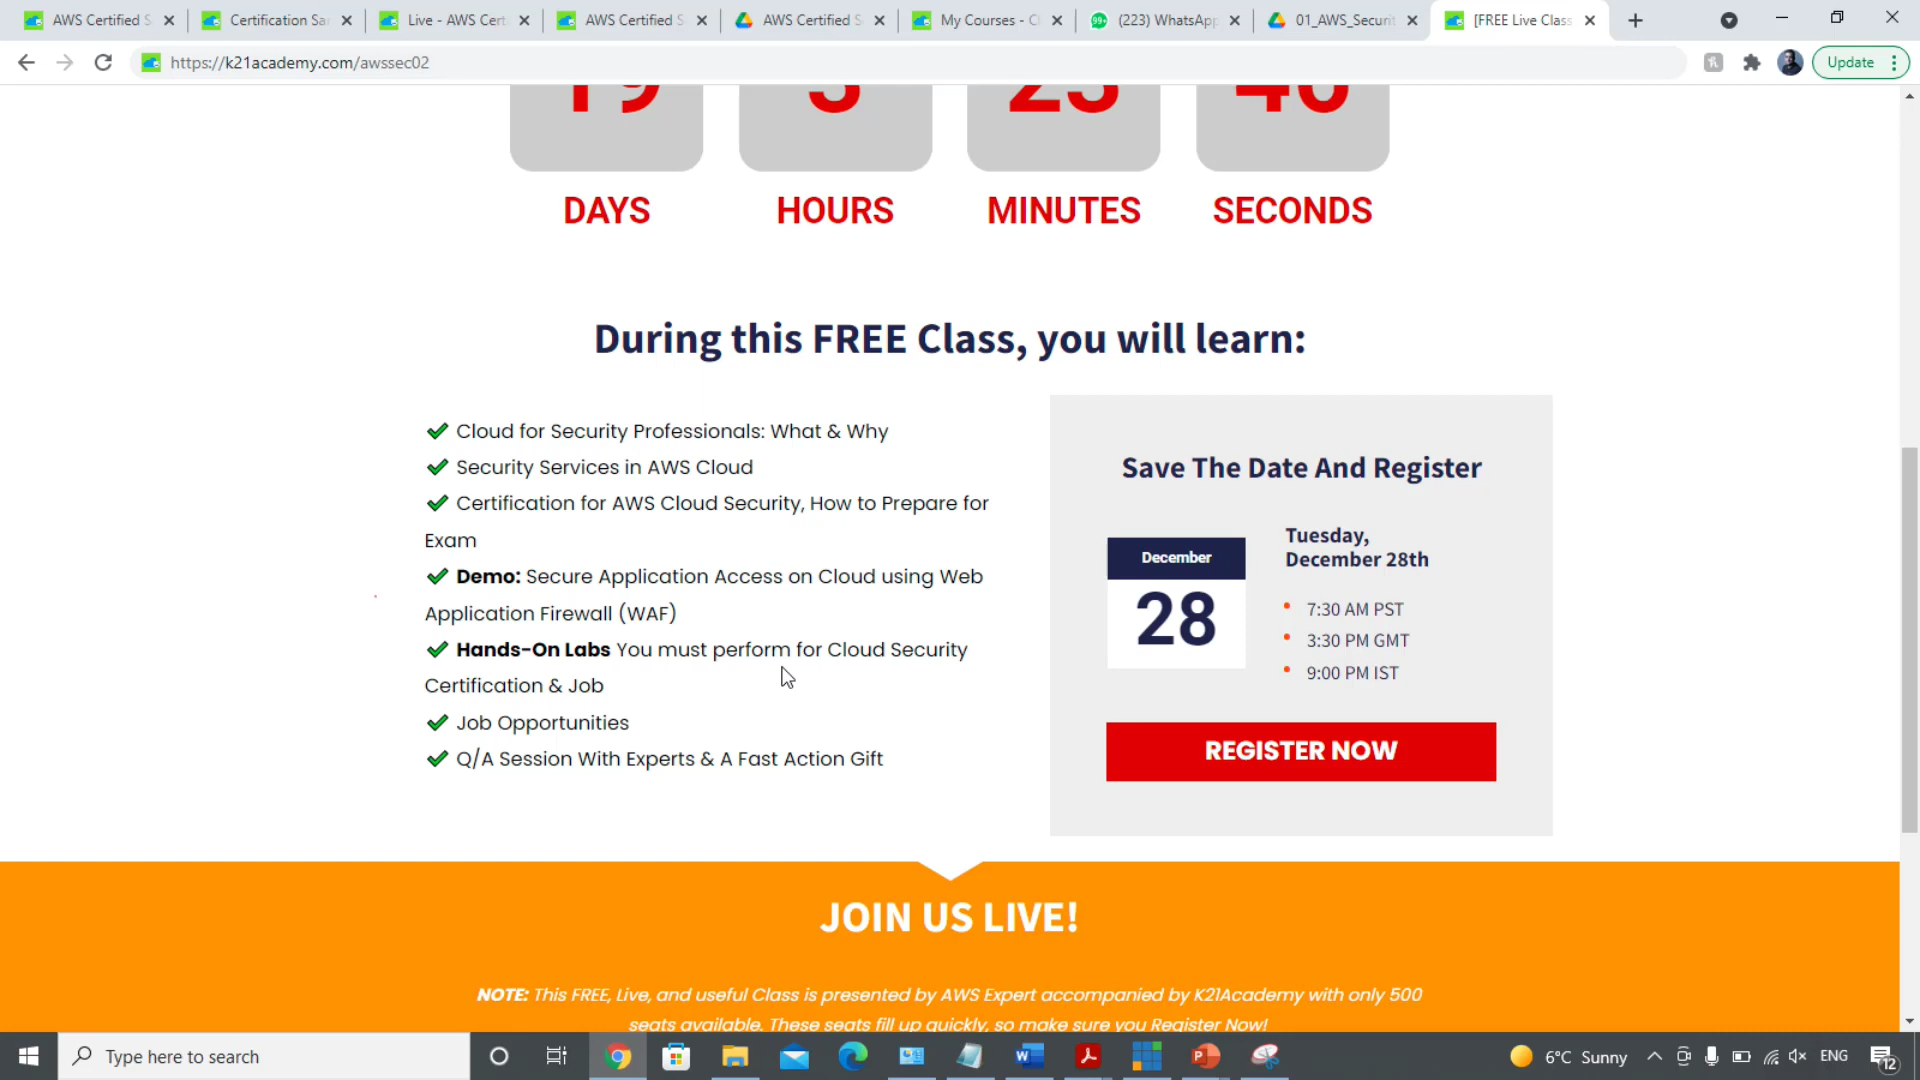 AWS Certified S
Certification Sa
Live - AWS Cert
AWS Certified S
AWS Certified S
My Courses - C
99+
(223) WhatsApp
01_AWS_Securit
[FREE Live Class
https://k21academy.com/awssec02
Update
19
DAYS
HOURS
MINUTES
SECONDS
During this FREE Class, you will learn:
Cloud for Security Professionals: What & Why
Security Services in AWS Cloud
Certification for AWS Cloud Security, How to Prepare for
Exam
Demo: Secure Application Access on Cloud using Web
Application Firewall (WAF)
Hands-On Labs You must perform for Cloud Security
Certification & Job
Job Opportunities
Q/A Session With Experts & A Fast Action Gift
Save The Date And Register
December
28
Tuesday,
December 28th
7:30 AM PST
3:30 PM GMT
9:00 PM IST
REGISTER NOW
JOIN US LIVE!
NOTE: This FREE, Live, and useful Class is presented by AWS Expert accompanied by K21Academy with only 500
seats available. These seats fill up quickly, so make sure you Register Now!
Type here to search
6°C Sunny
ENG
12